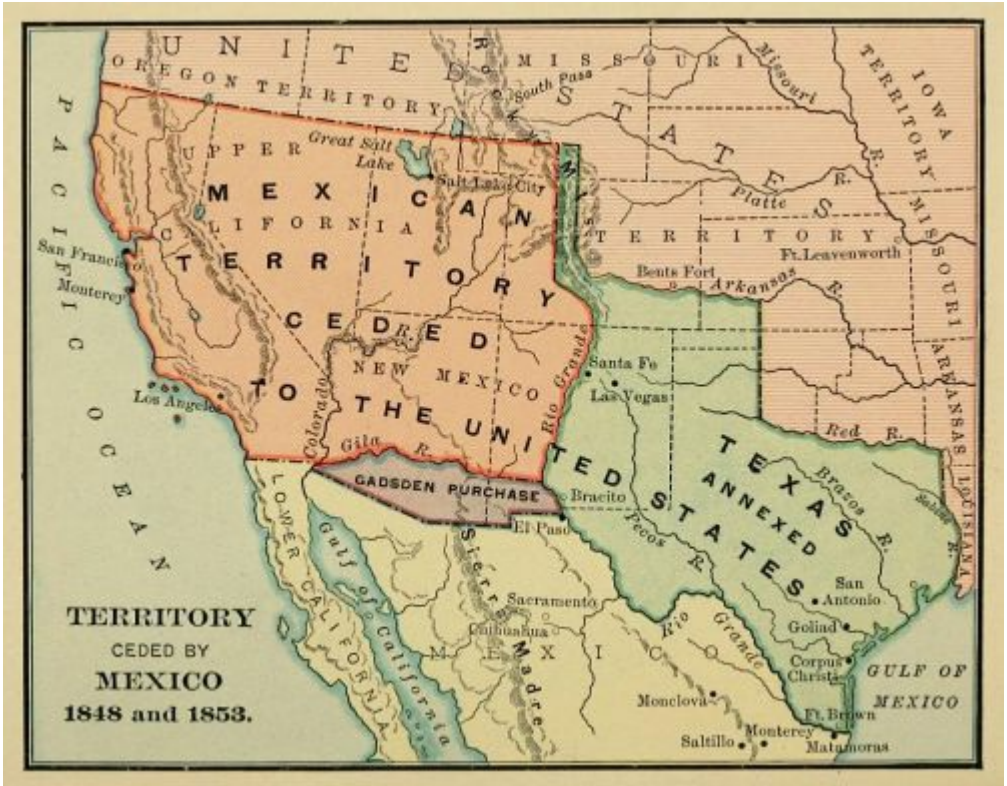 UNITED
STATES
OREGON TERRITORY
Rocky
Mts
South Pass
MISSOURI
TERRITORY
Missouri
R.
IOWA
TERRITORY
Platte
R.
MISSOURI
Ft. Leavenworth
Bents Fort
Arkansas
R.
ARKANSAS
LOUISIANA
UPPER
CALIFORNIA
Great Salt
Lake
Salt Lake City
MEXICAN
TERRITORY
CEDED
TO THE UNITED STATES
NEW MEXICO
Colorado
R.
Gila R.
Rio Grande
San Francisco
Monterey
Los Angeles
PACIFIC OCEAN
Santa Fe
Las Vegas
Red R.
TEXAS
ANNEXED
Brazos R.
Sabine R.
Pecos R.
GADSDEN PURCHASE
Bracito
El Paso
San
Antonio
Goliad
Corpus
Christi
Ft. Brown
Matamoras
GULF OF
MEXICO
LOWER CALIFORNIA
Gulf of California
Sierra Madre
Sacramento
Chihuahua
MEXICO
Rio Grande
Monclova
Monterey
Saltillo
TERRITORY
CEDED BY
MEXICO
1848 and 1853.